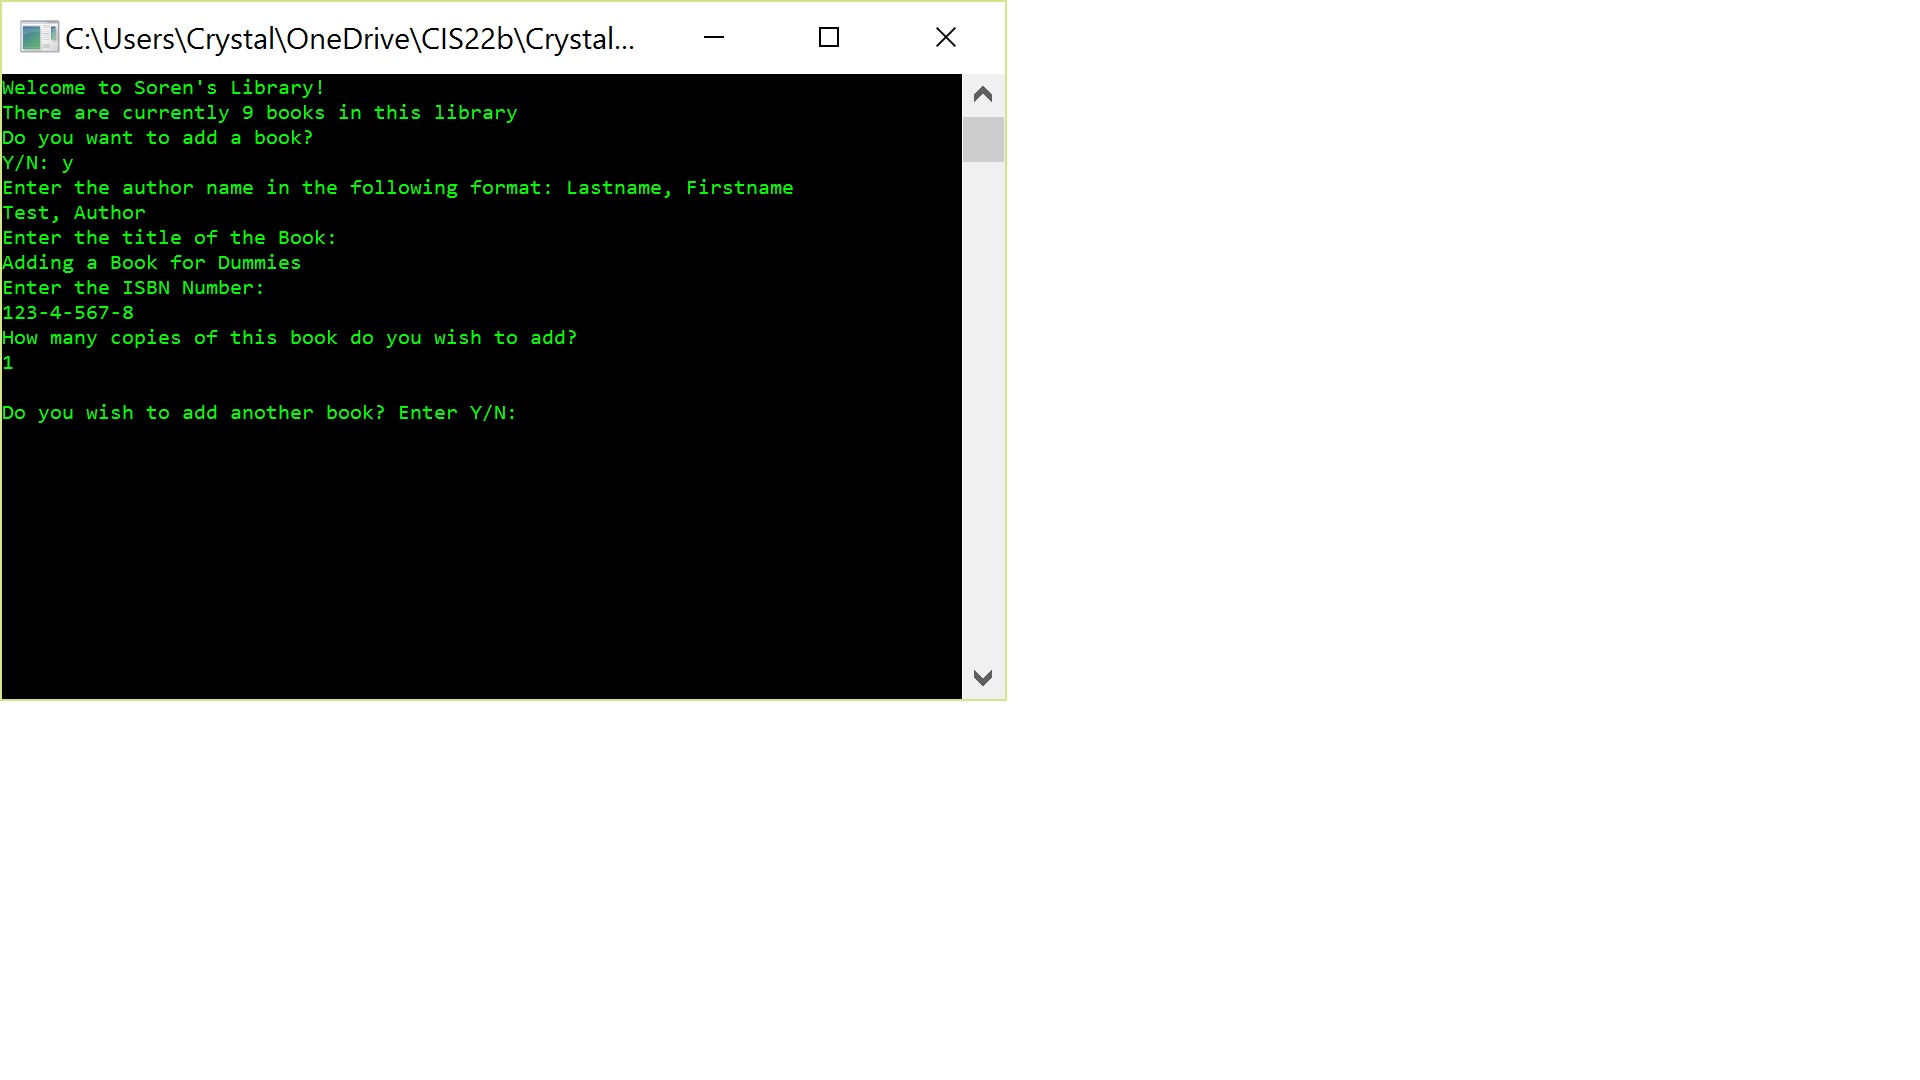 C:\Users\Crystal\OneDrive\CIS22b\Crystal...
Welcome to Soren's Library!
There are currently 9 books in this library
Do you want to add a book?
Y/N: y
Enter the author name in the following format: Lastname, Firstname
Test, Author
Enter the title of the Book:
Adding a Book for Dummies
Enter the ISBN Number:
123-4-567-8
How many copies of this book do you wish to add?
1
Do you wish to add another book? Enter Y/N: